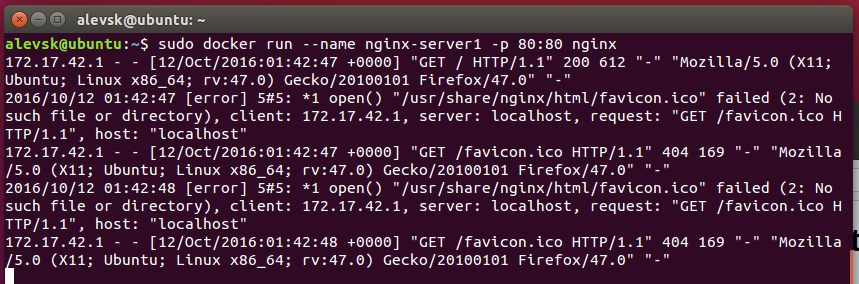 alevsk@ubuntu: ~
alevsk@ubuntu:~$ sudo docker run --name nginx-server1 -p 80:80 nginx
172.17.42.1 - - [12/Oct/2016:01:42:47 +0000] "GET / HTTP/1.1" 200 612 "-" "Mozilla/5.0 (X11;
Ubuntu; Linux x86_64; rv:47.0) Gecko/20100101 Firefox/47.0" "-"
2016/10/12 01:42:47 [error] 5#5: *1 open() "/usr/share/nginx/html/favicon.ico" failed (2: No
such file or directory), client: 172.17.42.1, server: localhost, request: "GET /favicon.ico H
TTP/1.1", host: "localhost"
172.17.42.1 - - [12/Oct/2016:01:42:47 +0000] "GET /favicon.ico HTTP/1.1" 404 169 "-" "Mozilla
/5.0 (X11; Ubuntu; Linux x86_64; rv:47.0) Gecko/20100101 Firefox/47.0" "-"
2016/10/12 01:42:48 [error] 5#5: *1 open() "/usr/share/nginx/html/favicon.ico" failed (2: No
such file or directory), client: 172.17.42.1, server: localhost, request: "GET /favicon.ico H
TTP/1.1", host: "localhost"
172.17.42.1 - - [12/Oct/2016:01:42:48 +0000] "GET /favicon.ico HTTP/1.1" 404 169 "-" "Mozilla
/5.0 (X11; Ubuntu; Linux x86_64; rv:47.0) Gecko/20100101 Firefox/47.0" "-"